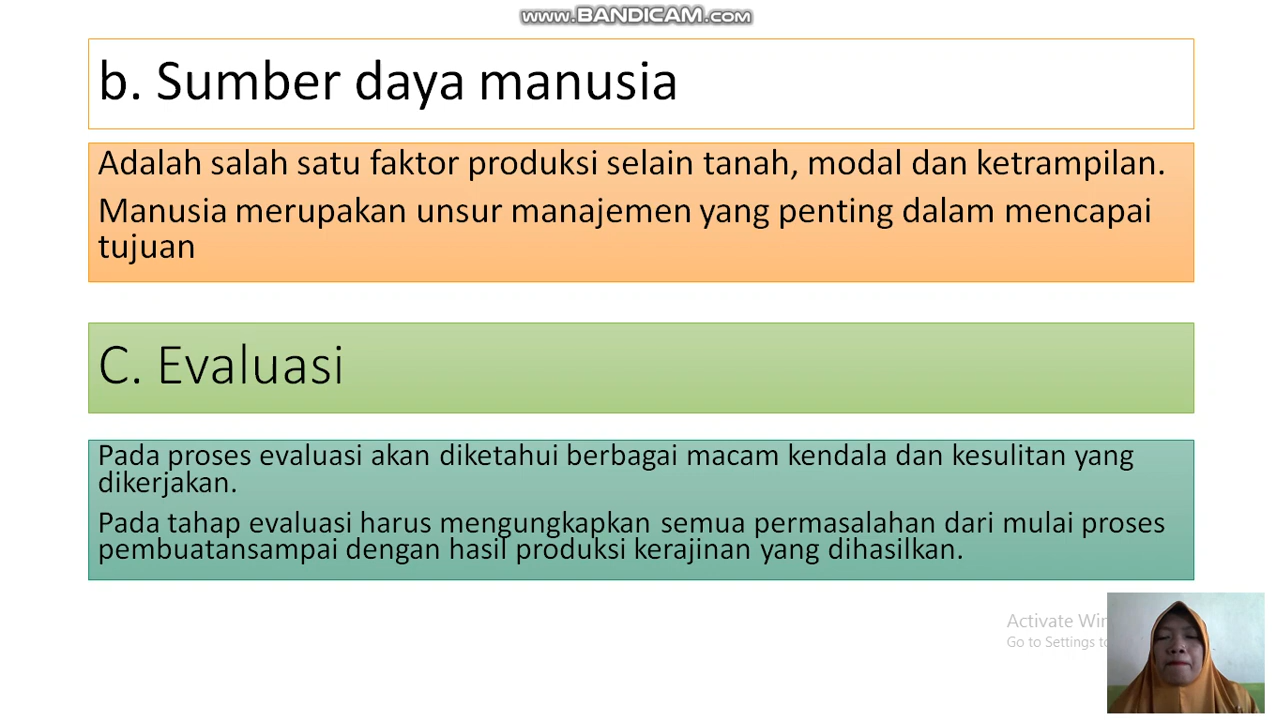 www.BANDICAM.com
b. Sumber daya manusia
Adalah salah satu faktor produksi selain tanah, modal dan ketrampilan.
Manusia merupakan unsur manajemen yang penting dalam mencapai
tujuan
C. Evaluasi
Pada proses evaluasi akan diketahui berbagai macam kendala dan kesulitan yang
dikerjakan.
Pada tahap evaluasi harus mengungkapkan semua permasalahan dari mulai proses
pembuatansampai dengan hasil produksi kerajinan yang dihasilkan.
Activate
Go to Settings